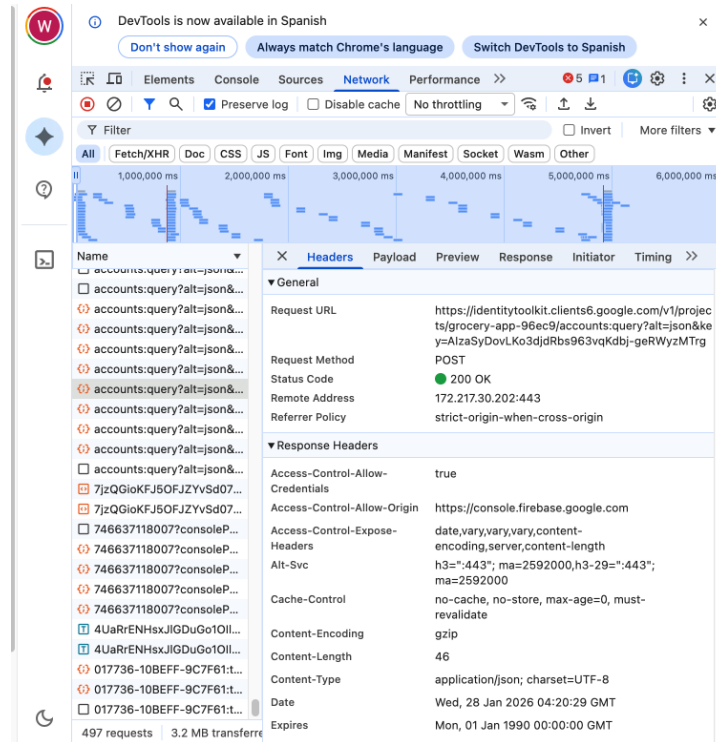 W
DevTools is now available in Spanish
Don't show again
Always match Chrome's language
Switch DevTools to Spanish
Elements
Console
Sources
Network
Performance
5
1
Preserve log
Disable cache
No throttling
Filter
Invert
More filters
All
Fetch/XHR
Doc
CSS
JS
Font
Img
Media
Manifest
Socket
Wasm
Other
1,000,000 ms
2,000,000 ms
3,000,000 ms
4,000,000 ms
5,000,000 ms
6,000,000 ms
Name
accounts:query?alt=json&...
accounts:query?alt=json&...
accounts:query?alt=json&...
accounts:query?alt=json&...
accounts:query?alt=json&...
accounts:query?alt=json&...
accounts:query?alt=json&...
accounts:query?alt=json&...
accounts:query?alt=json&...
accounts:query?alt=json&...
accounts:query?alt=json&...
7jzQGioKFJ5OFJZYvSd07...
7jzQGioKFJ5OFJZYvSd07...
746637118007?consoleP...
746637118007?consoleP...
746637118007?consoleP...
746637118007?consoleP...
746637118007?consoleP...
4UaRrENHsxJIGDuGo1OIl...
4UaRrENHsxJIGDuGo1OIl...
017736-10BEFF-9C7F61:t...
017736-10BEFF-9C7F61:t...
017736-10BEFF-9C7F61:t...
497 requests
3.2 MB transferre
Headers
Payload
Preview
Response
Initiator
Timing
General
Request URL
https://identitytoolkit.clients6.google.com/v1/projec
ts/grocery-app-96ec9/accounts:query?alt=json&ke
y=AIzaSyDovLKo3djdRbs963vqKdbj-geRWyzMTrg
Request Method
POST
Status Code
200 OK
Remote Address
172.217.30.202:443
Referrer Policy
strict-origin-when-cross-origin
Response Headers
Access-Control-Allow-
Credentials
true
Access-Control-Allow-Origin
https://console.firebase.google.com
Access-Control-Expose-
Headers
date,vary,vary,vary,content-
encoding,server,content-length
Alt-Svc
h3=":443"; ma=2592000,h3-29=":443";
ma=2592000
Cache-Control
no-cache, no-store, max-age=0, must-
revalidate
Content-Encoding
gzip
Content-Length
46
Content-Type
application/json; charset=UTF-8
Date
Wed, 28 Jan 2026 04:20:29 GMT
Expires
Mon, 01 Jan 1990 00:00:00 GMT